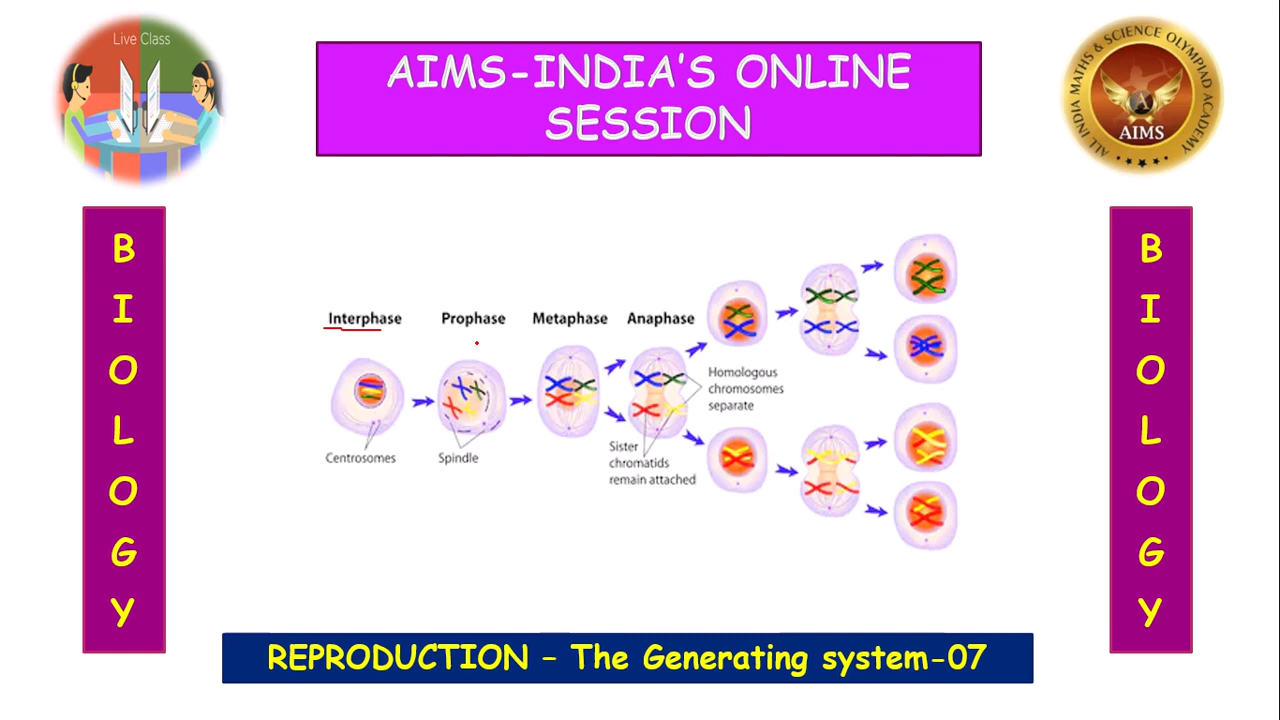 Live Class
AIMS-INDIA'S ONLINE
SESSION
ALL INDIA MATHS & SCIENCE OLYMPIAD ACADEMY
AIMS
B
I
O
L
O
G
Y
Interphase
Prophase
Metaphase
Anaphase
Homologous
chromosomes
separate
Centrosomes
Spindle
Sister
chromatids
remain attached
B
I
O
L
O
G
Y
REPRODUCTION – The Generating system-07